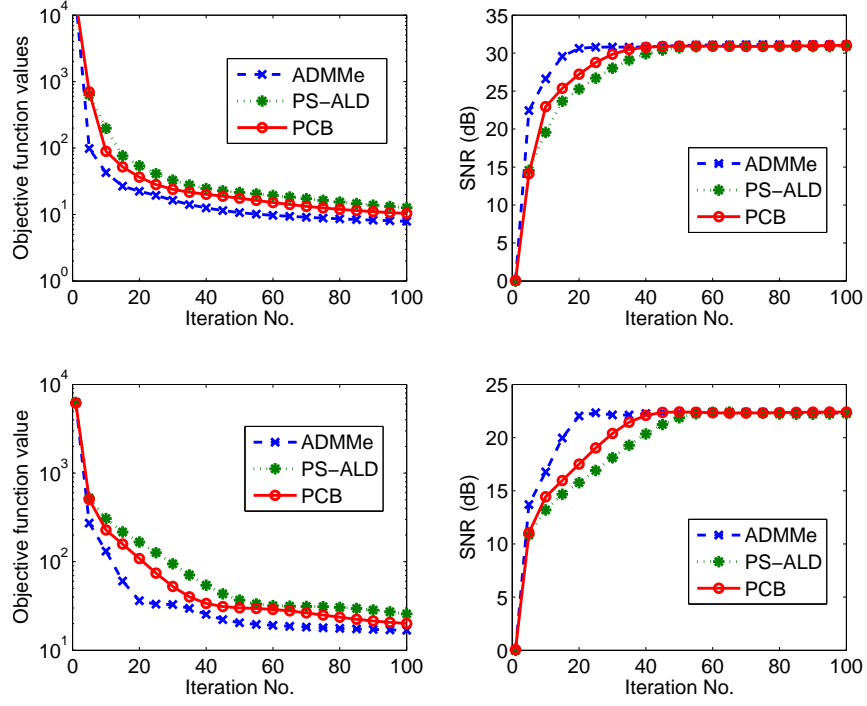 Objective function values
10^4
10^3
10^2
10^1
10^0
0 20 40 60 80 100
Iteration No.
ADMMe
PS-ALD
PCB
SNR (dB)
35
30
25
20
15
10
5
0
0 20 40 60 80 100
Iteration No.
ADMMe
PS-ALD
PCB
Objective function value
10^4
10^3
10^2
10^1
0 20 40 60 80 100
Iteration No.
ADMMe
PS-ALD
PCB
SNR (dB)
25
20
15
10
5
0
0 20 40 60 80 100
Iteration No.
ADMMe
PS-ALD
PCB